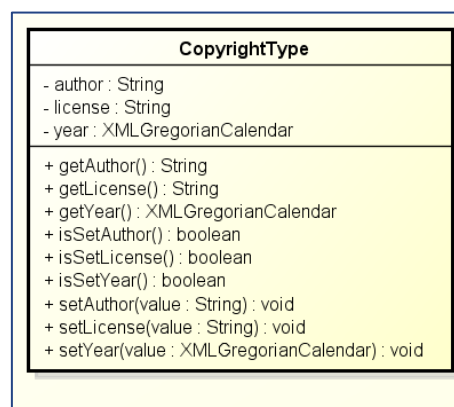 CopyrightType
- author : String
- license : String
- year : XMLGregorianCalendar
+ getAuthor() : String
+ getLicense() : String
+ getYear() : XMLGregorianCalendar
+ isSetAuthor() : boolean
+ isSetLicense() : boolean
+ isSetYear() : boolean
+ setAuthor(value : String) : void
+ setLicense(value : String) : void
+ setYear(value : XMLGregorianCalendar) : void